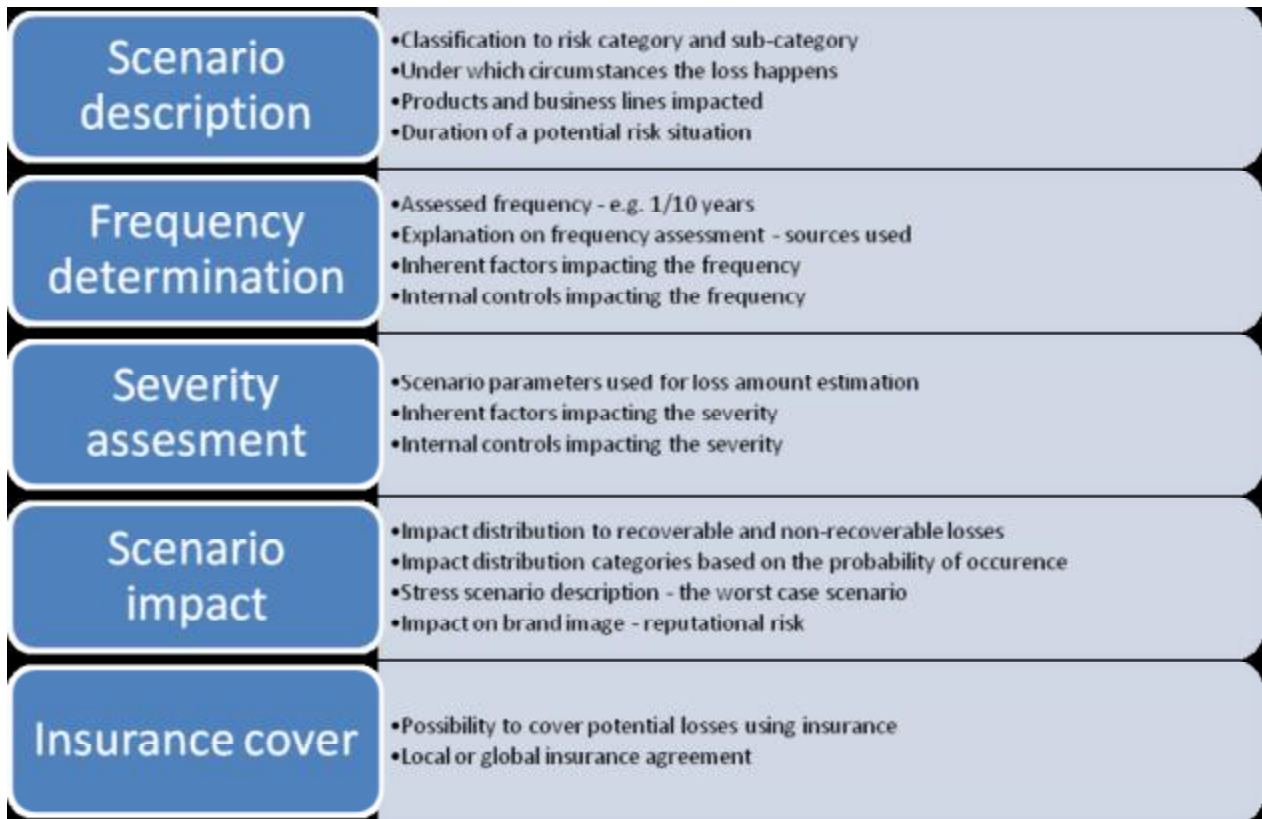 Scenario
description
•Classification to risk category and sub-category
•Under which circumstances the loss happens
•Products and business lines impacted
•Duration of a potential risk situation
Frequency
determination
•Assessed frequency - e.g. 1/10 years
•Explanation on frequency assessment - sources used
•Inherent factors impacting the frequency
•Internal controls impacting the frequency
Severity
assesment
•Scenario parameters used for loss amount estimation
•Inherent factors impacting the severity
•Internal controls impacting the severity
Scenario
impact
•Impact distribution to recoverable and non-recoverable losses
•Impact distribution categories based on the probability of occurence
•Stress scenario description - the worst case scenario
•Impact on brand image - reputational risk
Insurance cover
•Possibility to cover potential losses using insurance
•Local or global insurance agreement